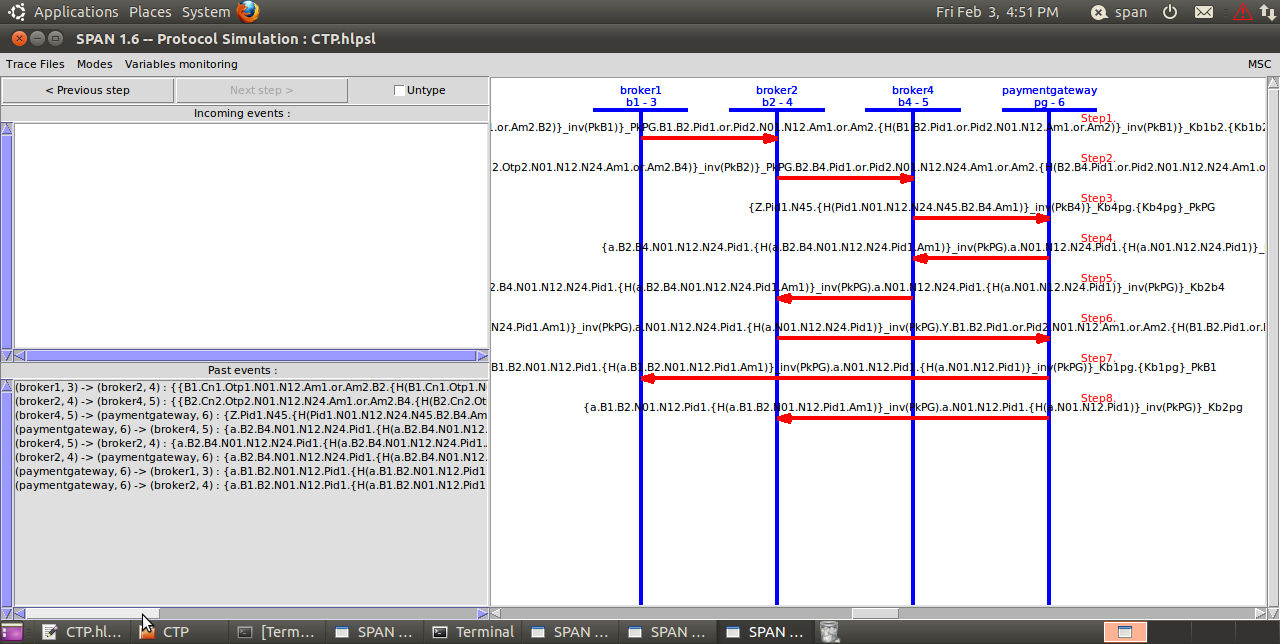 Applications Places System Fri Feb 3, 4:51 PM span
SPAN 1.6 -- Protocol Simulation : CTP.hlpsl
Trace Files Modes Variables monitoring MSC
< Previous step Next step > Untype
Incoming events :
Past events :
(broker1, 3) -> (broker2, 4) : {{B1.Cn1.Otp1.N01.N12.Am1.or.Am2.B2.{H(B1.Cn1.Otp1.N
(broker2, 4) -> (broker4, 5) : {{B2.Cn2.Otp2.N01.N12.N24.Am1.or.Am2.B4.{H(B2.Cn2.Ot
(broker4, 5) -> (paymentgateway, 6) : {Z.Pid1.N45.{H(Pid1.N01.N12.N24.N45.B2.B4.Am
(paymentgateway, 6) -> (broker4, 5) : {a.B2.B4.N01.N12.N24.Pid1.{H(a.B2.B4.N01.N12.
(broker4, 5) -> (broker2, 4) : {a.B2.B4.N01.N12.N24.Pid1.{H(a.B2.B4.N01.N12.N24.Pid1.
(broker2, 4) -> (paymentgateway, 6) : {a.B2.B4.N01.N12.N24.Pid1.{H(a.B2.B4.N01.N12.
(paymentgateway, 6) -> (broker1, 3) : {a.B1.B2.N01.N12.Pid1.{H(a.B1.B2.N01.N12.Pid1
(paymentgateway, 6) -> (broker2, 4) : {a.B1.B2.N01.N12.Pid1.{H(a.B1.B2.N01.N12.Pid1
broker1 broker2 broker4 paymentgateway
b1 - 3 b2 - 4 b4 - 5 pg - 6
Step1.
.or.Am2.B2)}_inv(PkB1)}_PkPG.B1.B2.Pid1.or.Pid2.N01.N12.Am1.or.Am2.{H(B1.B2.Pid1.or.Pid2.N01.N12.Am1.or.Am2)}_inv(PkB1)}_Kb1b2.{Kb1b2
Step2.
2.Otp2.N01.N12.N24.Am1.or.Am2.B4)}_inv(PkB2)}_PkPG.B2.B4.Pid1.or.Pid2.N01.N12.N24.Am1.or.Am2.{H(B2.B4.Pid1.or.Pid2.N01.N12.N24.Am1.o
Step3.
{Z.Pid1.N45.{H(Pid1.N01.N12.N24.N45.B2.B4.Am1)}_inv(PkB4)}_Kb4pg.{Kb4pg}_PkPG
Step4.
{a.B2.B4.N01.N12.N24.Pid1.{H(a.B2.B4.N01.N12.N24.Pid1.Am1)}_inv(PkPG).a.N01.N12.N24.Pid1.{H(a.N01.N12.N24.Pid1)}_
Step5.
2.B4.N01.N12.N24.Pid1.{H(a.B2.B4.N01.N12.N24.Pid1.Am1)}_inv(PkPG).a.N01.N12.N24.Pid1.{H(a.N01.N12.N24.Pid1)}_inv(PkPG)}_Kb2b4
Step6.
N24.Pid1.Am1)}_inv(PkPG).a.N01.N12.N24.Pid1.{H(a.N01.N12.N24.Pid1)}_inv(PkPG).Y.B1.B2.Pid1.or.Pid2.N01.N12.Am1.or.Am2.{H(B1.B2.Pid1.or.
Step7.
B1.B2.N01.N12.Pid1.{H(a.B1.B2.N01.N12.Pid1.Am1)}_inv(PkPG).a.N01.N12.Pid1.{H(a.N01.N12.Pid1)}_inv(PkPG)}_Kb1pg.{Kb1pg}_PkB1
Step8.
{a.B1.B2.N01.N12.Pid1.{H(a.B1.B2.N01.N12.Pid1.Am1)}_inv(PkPG).a.N01.N12.Pid1.{H(a.N01.N12.Pid1)}_inv(PkPG)}_Kb2pg
CTP.hl... CTP [Term... SPAN ... Terminal SPAN ... SPAN ... SPAN ...